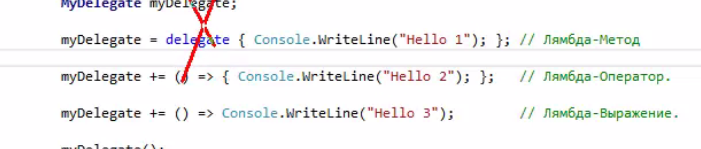 MyDelegate myDelegate;
myDelegate = delegate { Console.WriteLine("Hello 1"); }; // Лямбда-Метод
myDelegate += () => { Console.WriteLine("Hello 2"); }; // Лямбда-Оператор.
myDelegate += () => Console.WriteLine("Hello 3"); // Лямбда-Выражение.
myDelegate();